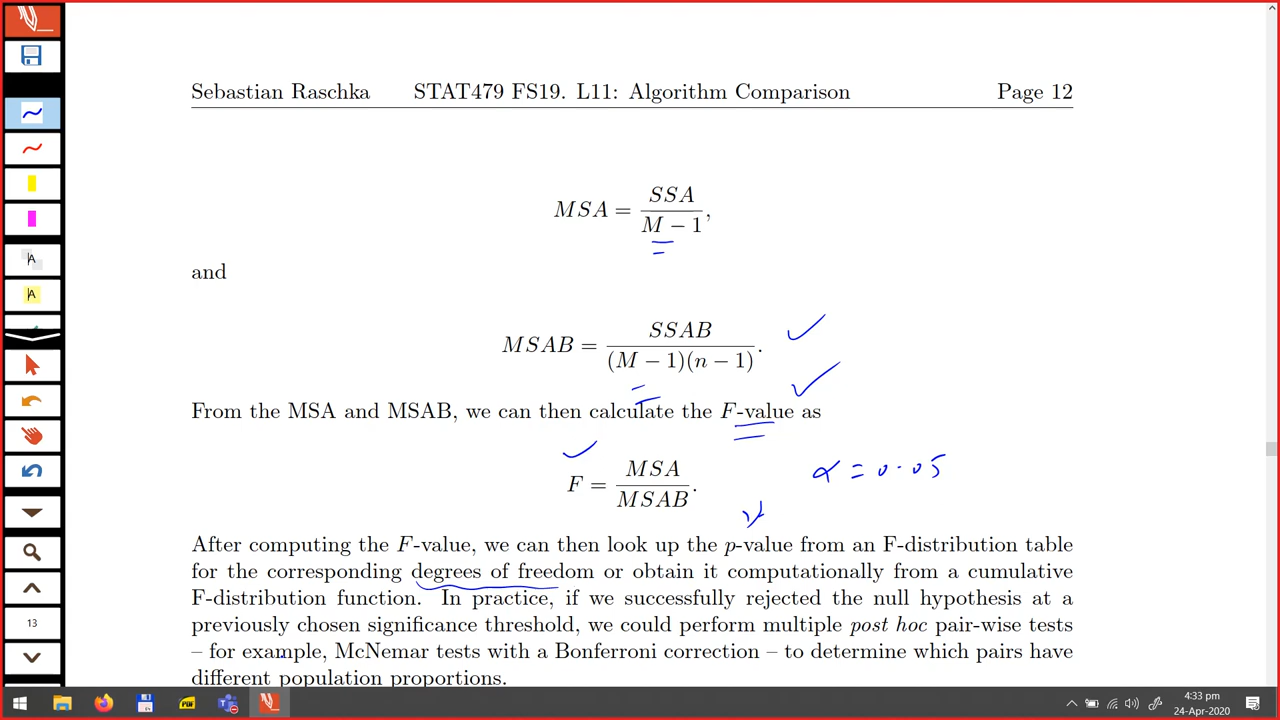 Sebastian Raschka STAT479 FS19. L11: Algorithm Comparison Page 12
MSA = SSA / (M − 1),
and
MSAB = SSAB / (M − 1)(n − 1).
From the MSA and MSAB, we can then calculate the F-value as
F = MSA / MSAB.
α = 0.05
After computing the F-value, we can then look up the p-value from an F-distribution table
for the corresponding degrees of freedom or obtain it computationally from a cumulative
F-distribution function. In practice, if we successfully rejected the null hypothesis at a
previously chosen significance threshold, we could perform multiple post hoc pair-wise tests
– for example, McNemar tests with a Bonferroni correction – to determine which pairs have
different population proportions.
A
A
13
PDF
4:33 pm
24-Apr-2020